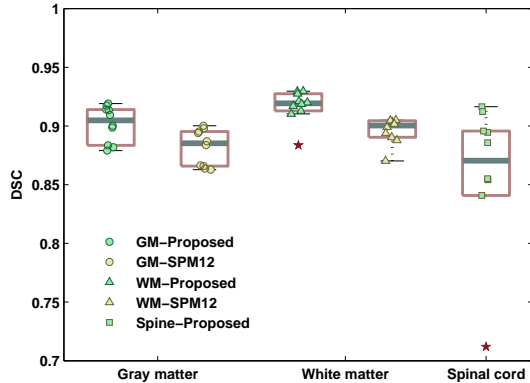 1
0.95
0.9
0.85
0.8
0.75
0.7
DSC
GM−Proposed
GM−SPM12
WM−Proposed
WM−SPM12
Spine−Proposed
Gray matter White matter Spinal cord